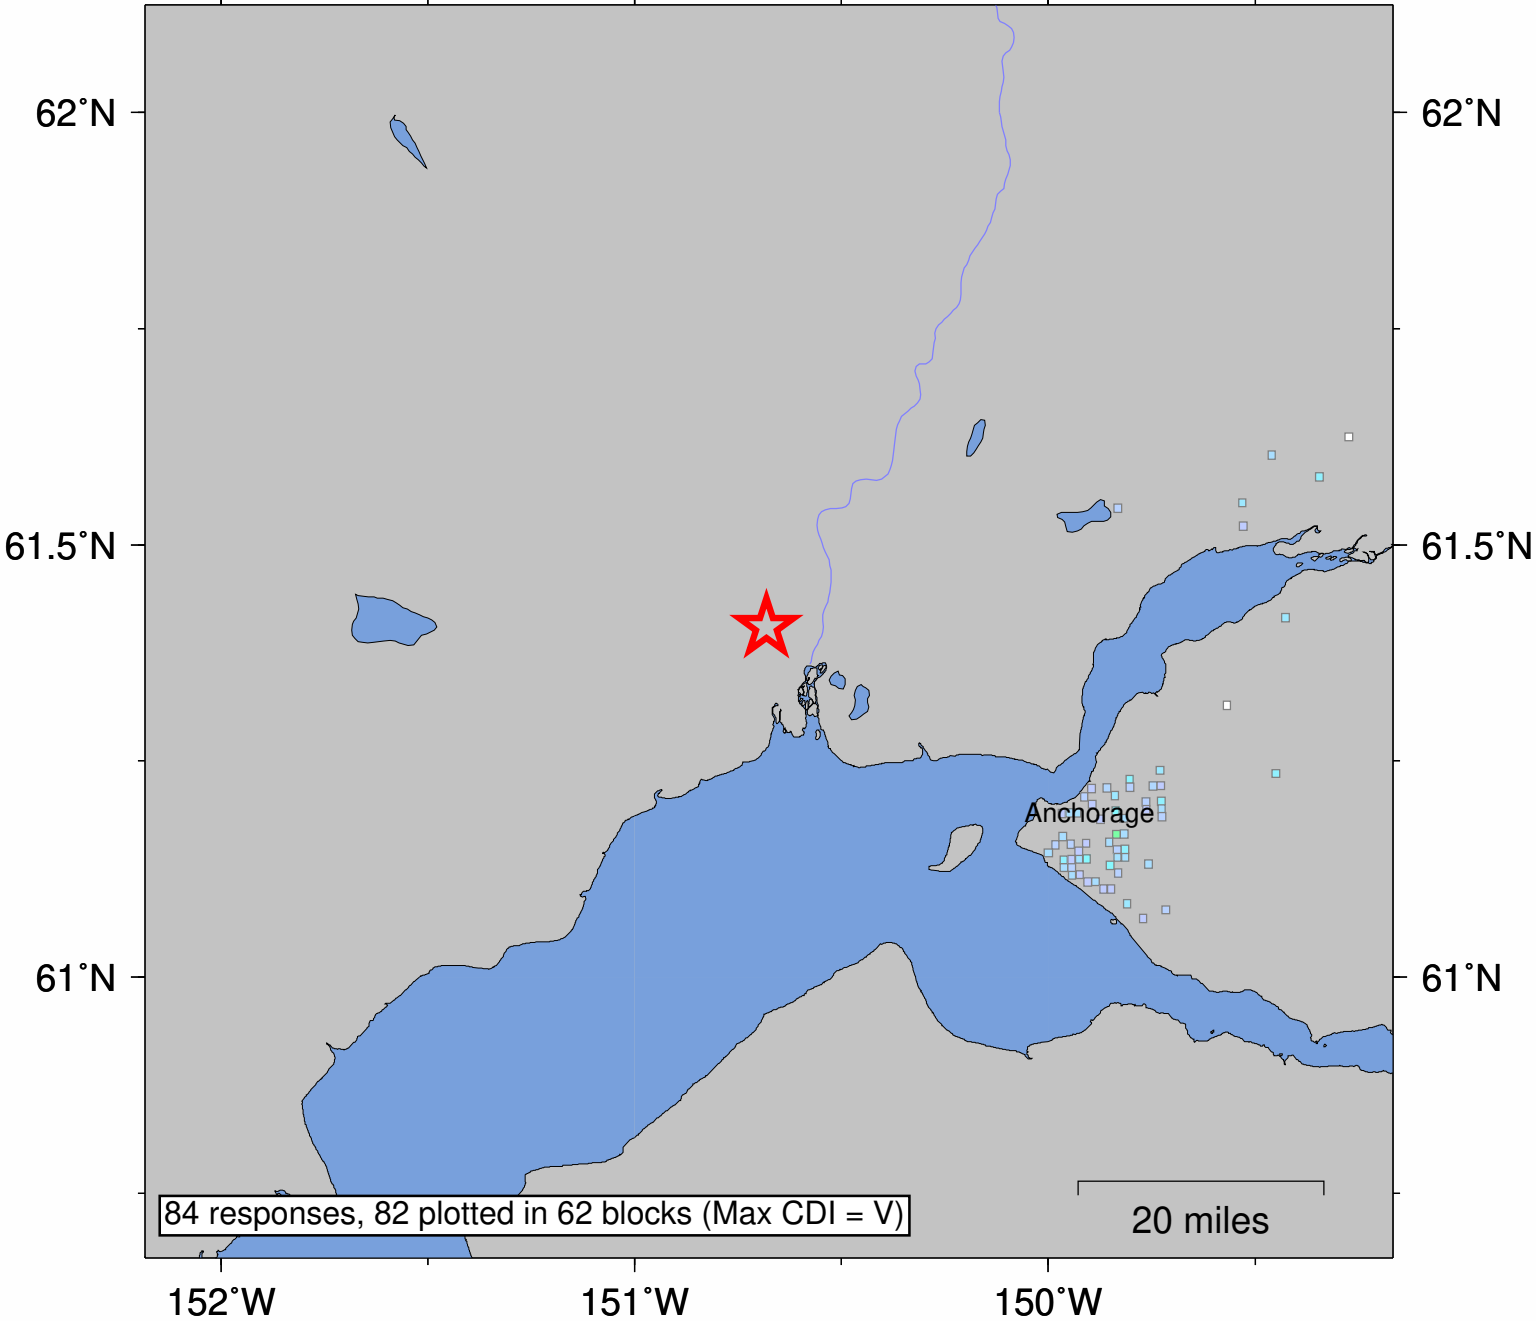 62°N 62°N
61.5°N 61.5°N
Anchorage
61°N 61°N
84 responses, 82 plotted in 62 blocks (Max CDI = V)
20 miles
152°W 151°W 150°W